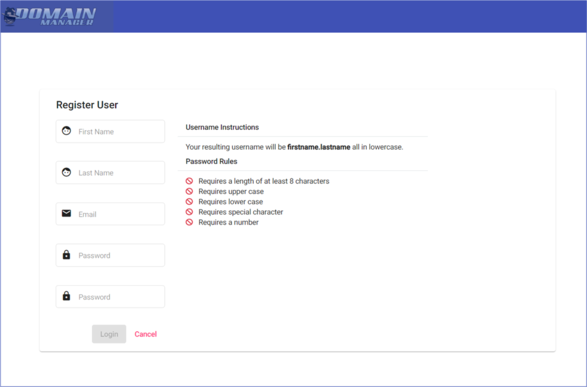 DOMAIN
MANAGER
Register User
First Name
Last Name
Email
Password
Password
Login Cancel
Username Instructions
Your resulting username will be firstname.lastname all in lowercase.
Password Rules
Requires a length of at least 8 characters
Requires upper case
Requires lower case
Requires special character
Requires a number